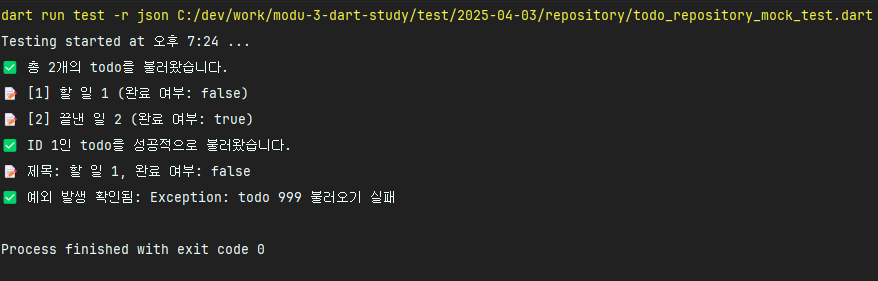 dart run test -r json C:/dev/work/modu-3-dart-study/test/2025-04-03/repository/todo_repository_mock_test.dart
Testing started at 오후 7:24 ...
✅ 총 2개의 todo를 불러왔습니다.
📝 [1] 할 일 1 (완료 여부: false)
📝 [2] 끝낸 일 2 (완료 여부: true)
✅ ID 1인 todo를 성공적으로 불러왔습니다.
📝 제목: 할 일 1, 완료 여부: false
✅ 예외 발생 확인됨: Exception: todo 999 불러오기 실패
Process finished with exit code 0